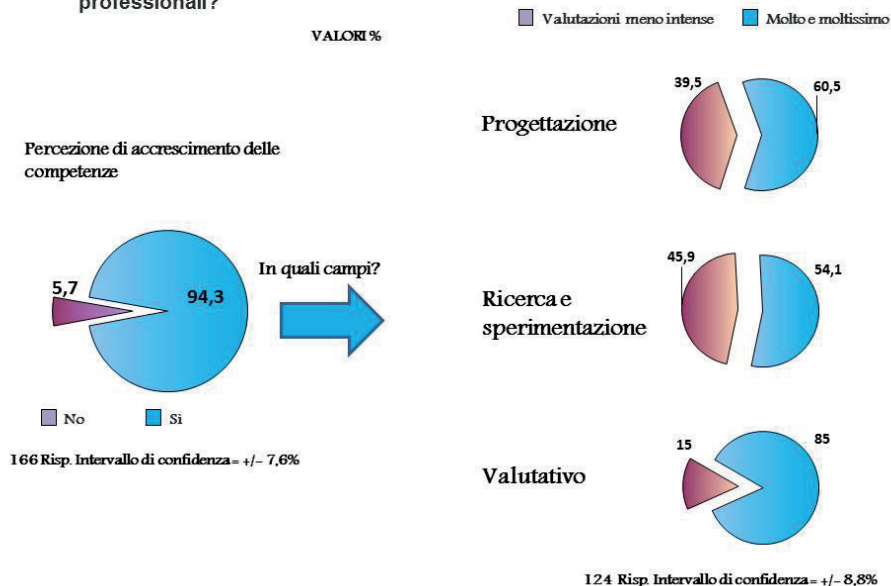 professionali?
VALORI %
Percezione di accrescimento delle
competenze
5,7
94,3
In quali campi?
No Sì
166 Risp. Intervallo di confidenza= +/- 7,6%
Valutazioni meno intense Molto e moltissimo
Progettazione
39,5
60,5
Ricerca e
sperimentazione
45,9
54,1
Valutativo
15
85
124 Risp. Intervallo di confidenza= +/- 8,8%